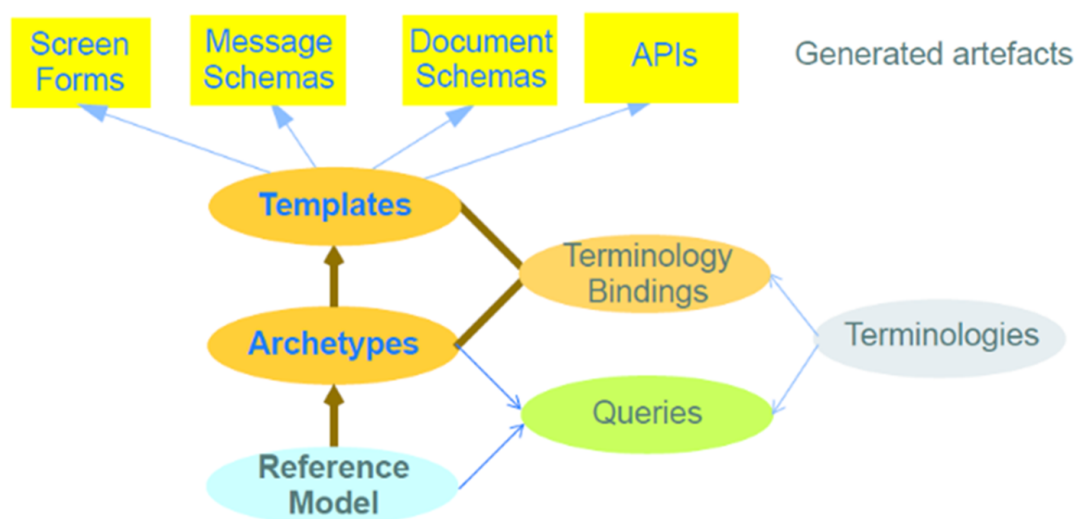 Screen
Forms
Message
Schemas
Document
Schemas
APIs
Generated artefacts
Templates
Terminology
Bindings
Archetypes
Terminologies
Queries
Reference
Model